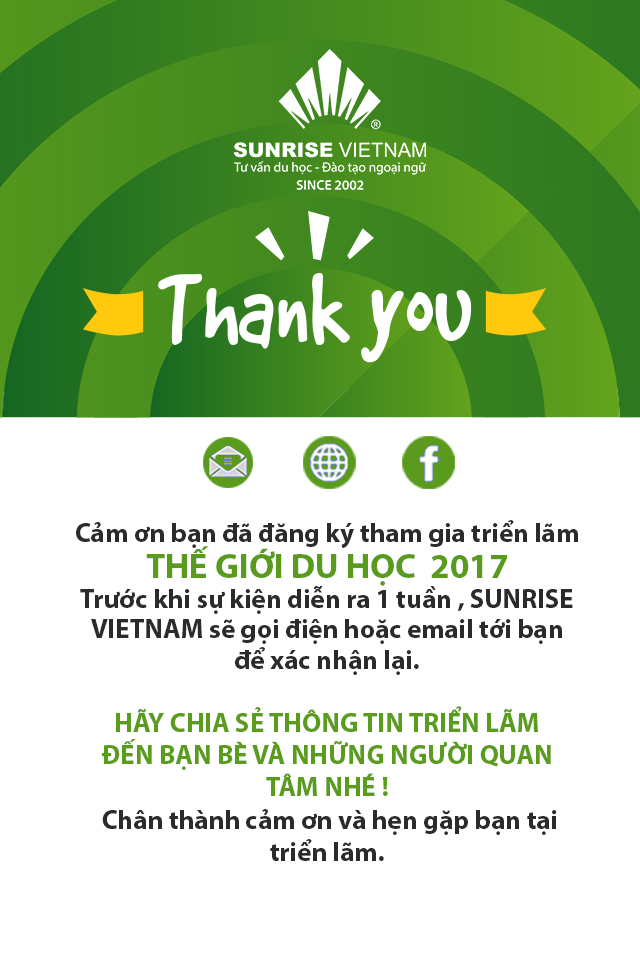 ®
SUNRISE VIETNAM
Tư vấn du học - Đào tạo ngoại ngữ
SINCE 2002
Thank you
f
Cảm ơn bạn đã đăng ký tham gia triển lãm
THẾ GIỚI DU HỌC 2017
Trước khi sự kiện diễn ra 1 tuần , SUNRISE
VIETNAM sẽ gọi điện hoặc email tới bạn
để xác nhận lại.
HÃY CHIA SẺ THÔNG TIN TRIỂN LÃM
ĐẾN BẠN BÈ VÀ NHỮNG NGƯỜI QUAN
TÂM NHÉ !
Chân thành cảm ơn và hẹn gặp bạn tại
triển lãm.